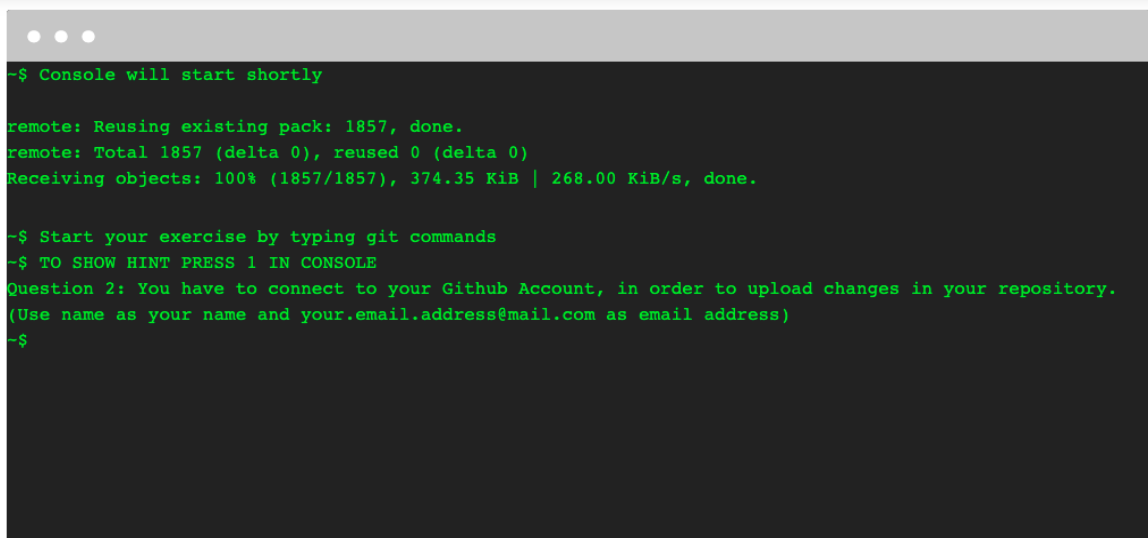 ~$ Console will start shortly
remote: Reusing existing pack: 1857, done.
remote: Total 1857 (delta 0), reused 0 (delta 0)
Receiving objects: 100% (1857/1857), 374.35 KiB | 268.00 KiB/s, done.
~$ Start your exercise by typing git commands
~$ TO SHOW HINT PRESS 1 IN CONSOLE
Question 2: You have to connect to your Github Account, in order to upload changes in your repository.
(Use name as your name and your.email.address@mail.com as email address)
~$